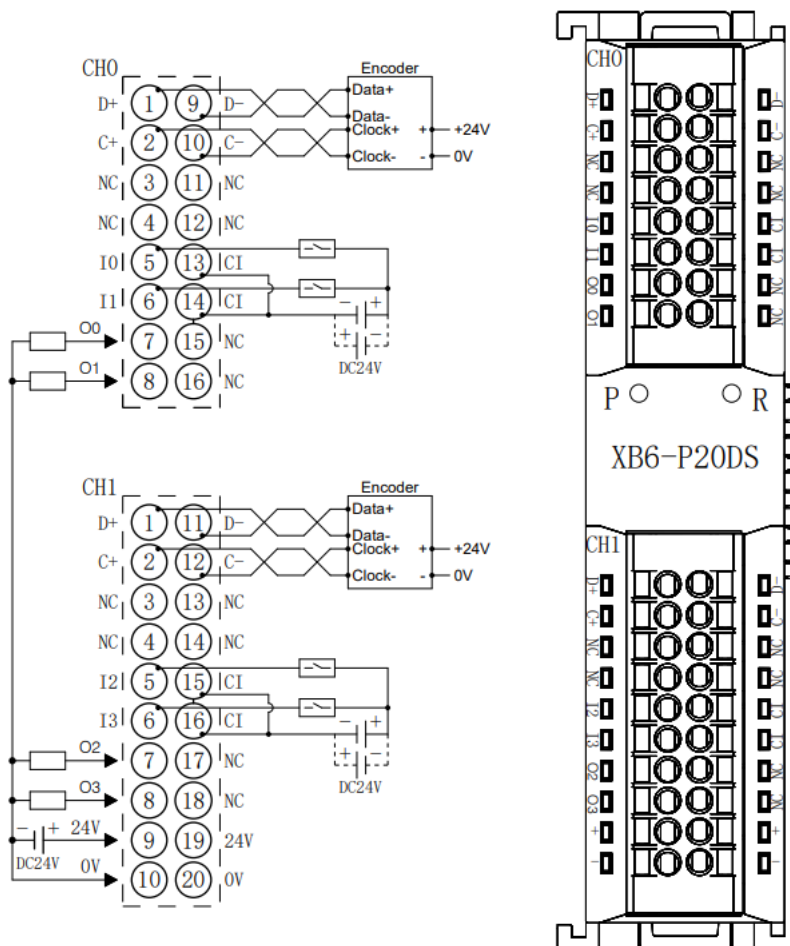 CH0
Encoder
D+ 1 9 D- Data+
Data-
C+ 2 10 C- Clock+ + +24V
Clock- - 0V
NC 3 11 NC
NC 4 12 NC
I0 5 13 CI
I1 6 14 CI - +
+ -
DC24V
O0 7 15 NC
O1 8 16 NC
CH1
Encoder
D+ 1 11 D- Data+
Data-
C+ 2 12 C- Clock+ + +24V
Clock- - 0V
NC 3 13 NC
NC 4 14 NC
I2 5 15 CI
I3 6 16 CI - +
+ -
DC24V
O2 7 17 NC
O3 8 18 NC
- + 24V 9 19 24V
DC24V
0V 10 20 0V
CH0
D+ D-
C+ C-
NC NC
NC NC
I0 CI
I1 CI
O0 NC
O1 NC
P R
XB6-P20DS
CH1
D+ D-
C+ C-
NC NC
NC NC
I2 CI
I3 CI
O2 NC
O3 NC
+ +
- -